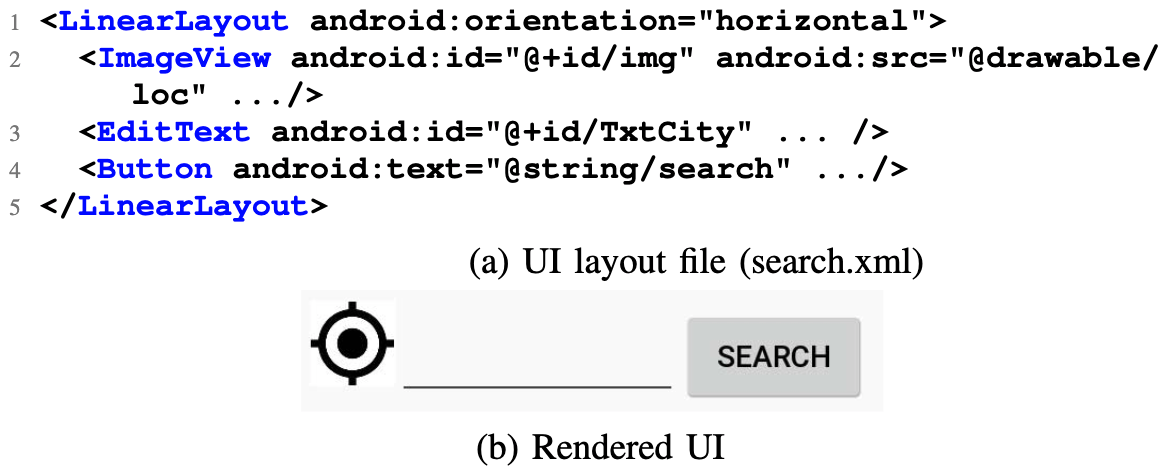 1 <LinearLayout android:orientation="horizontal">
2 <ImageView android:id="@+id/img" android:src="@drawable/
loc" .../>
3 <EditText android:id="@+id/TxtCity" ... />
4 <Button android:text="@string/search" .../>
5 </LinearLayout>
(a) UI layout file (search.xml)
SEARCH
(b) Rendered UI